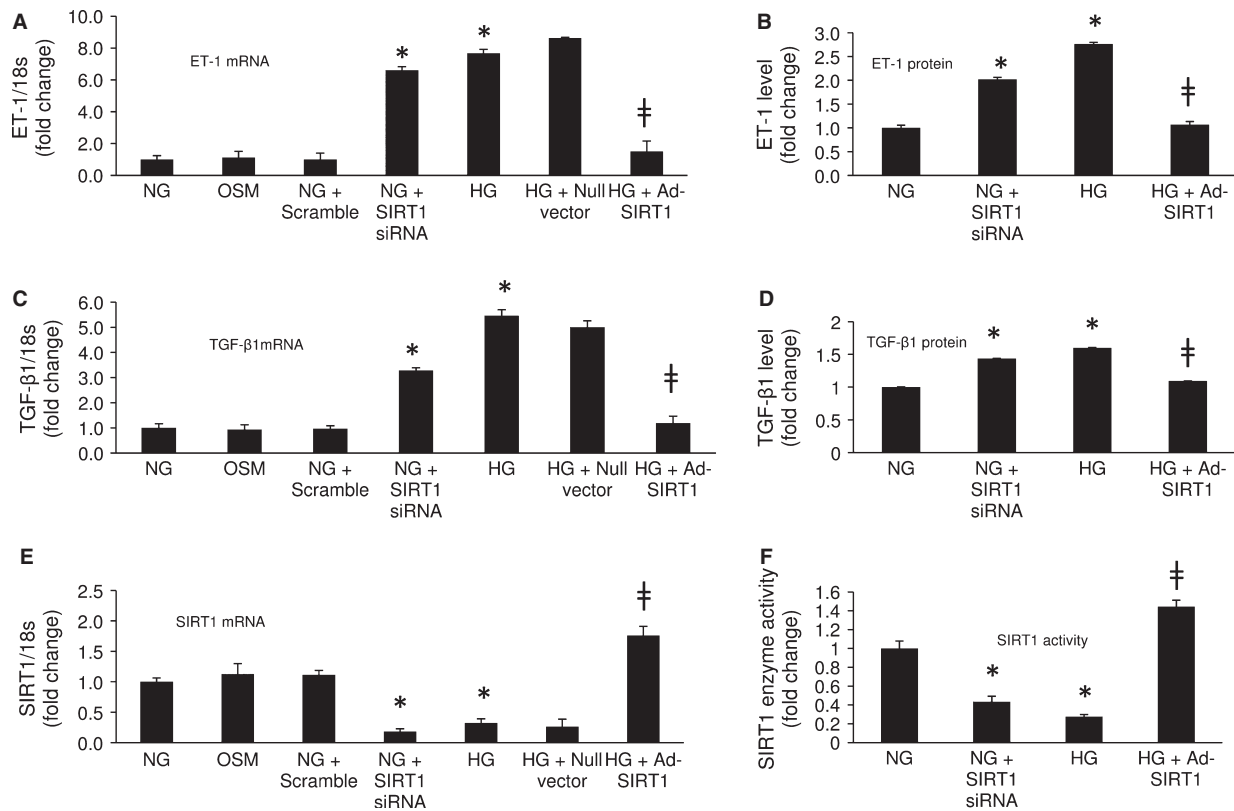 A
ET-1/18s
(fold change)
10.0
8.0
6.0
4.0
2.0
0.0
ET-1 mRNA
*
*
ǂ
NG
OSM
NG +
Scramble
NG +
SIRT1
siRNA
HG
HG + Null
vector
HG + Ad-
SIRT1
B
ET-1 level
(fold change)
3.0
2.5
2.0
1.5
1.0
0.5
0.0
ET-1 protein
*
*
ǂ
NG
NG +
SIRT1
siRNA
HG
HG + Ad-
SIRT1
C
TGF-β1/18s
(fold change)
6.0
5.0
4.0
3.0
2.0
1.0
0.0
TGF-β1mRNA
*
*
ǂ
NG
OSM
NG +
Scramble
NG +
SIRT1
siRNA
HG
HG + Null
vector
HG + Ad-
SIRT1
D
TGF-β1 level
(fold change)
2
1.5
1
0.5
0
TGF-β1 protein
*
*
ǂ
NG
NG +
SIRT1
siRNA
HG
HG + Ad-
SIRT1
E
SIRT1/18s
(fold change)
2.5
2.0
1.5
1.0
0.5
0.0
SIRT1 mRNA
*
*
ǂ
NG
OSM
NG +
Scramble
NG +
SIRT1
siRNA
HG
HG + Null
vector
HG + Ad-
SIRT1
F
SIRT1 enzyme activity
(fold change)
1.6
1.4
1.2
1
0.8
0.6
0.4
0.2
0
SIRT1 activity
*
*
ǂ
NG
NG +
SIRT1
siRNA
HG
HG + Ad-
SIRT1